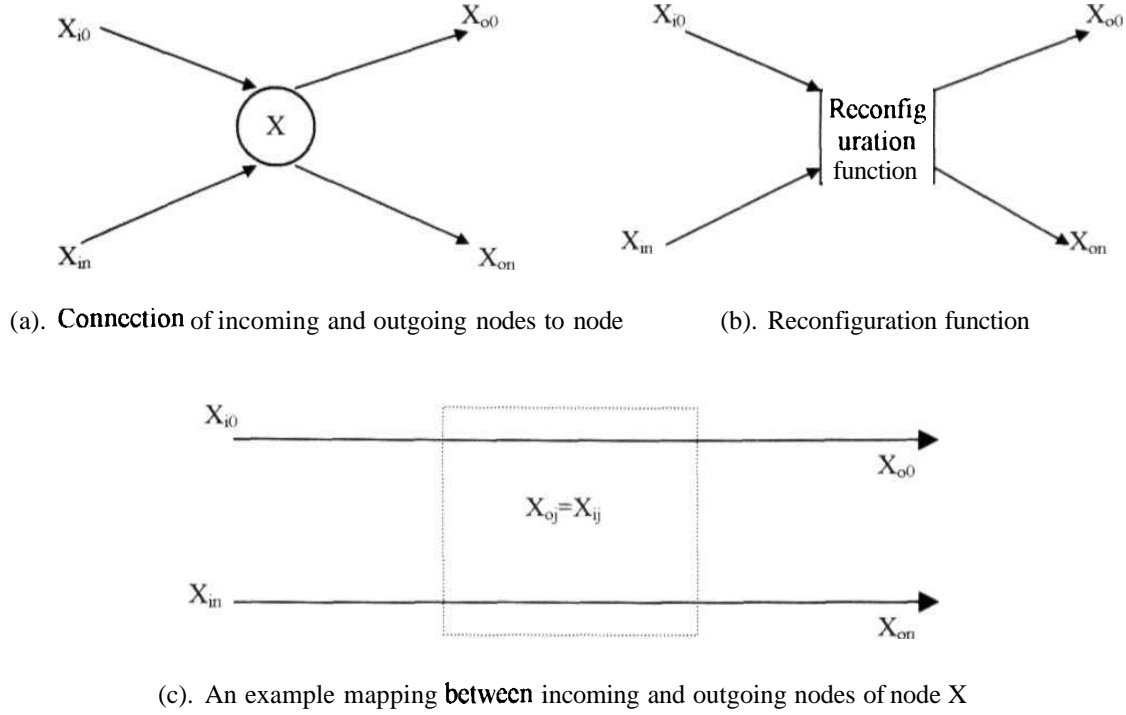 X_i0
X_o0
X
X_in
X_on
(a). Connection of incoming and outgoing nodes to node
X_i0
X_o0
Reconfig
uration
function
X_in
X_on
(b). Reconfiguration function
X_i0
X_o0
X_oj=X_ij
X_in
X_on
(c). An example mapping between incoming and outgoing nodes of node X